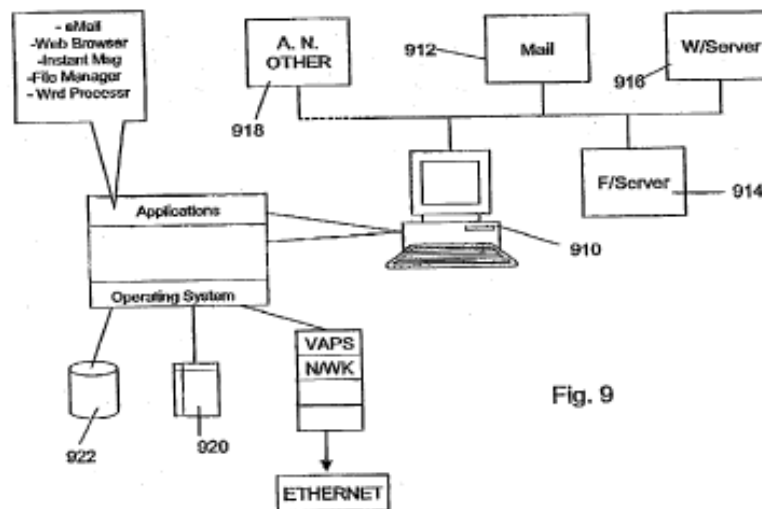 - eMail
-Web Browser
-Instant Msg
-File Manager
- Wrd Processr
A. N.
OTHER
918
912
Mail
W/Server
916
F/Server
914
910
Applications
Operating System
VAPS
N/WK
922
920
ETHERNET
Fig. 9